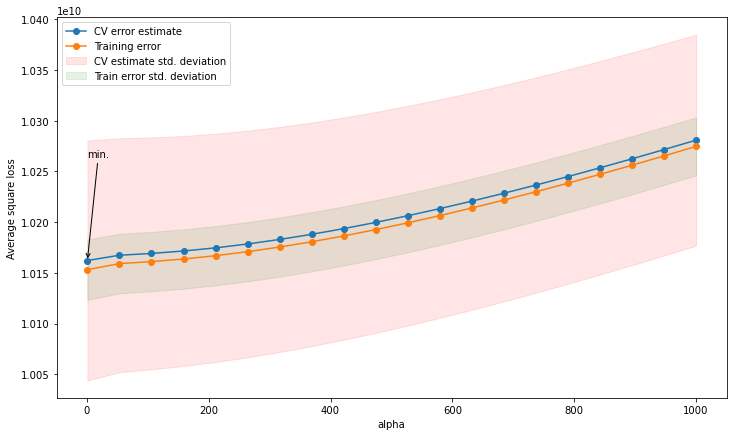 1e10
1.040
1.035
1.030
1.025
1.020
1.015
1.010
1.005
Average square loss
CV error estimate
Training error
CV estimate std. deviation
Train error std. deviation
min.
0 200 400 600 800 1000
alpha